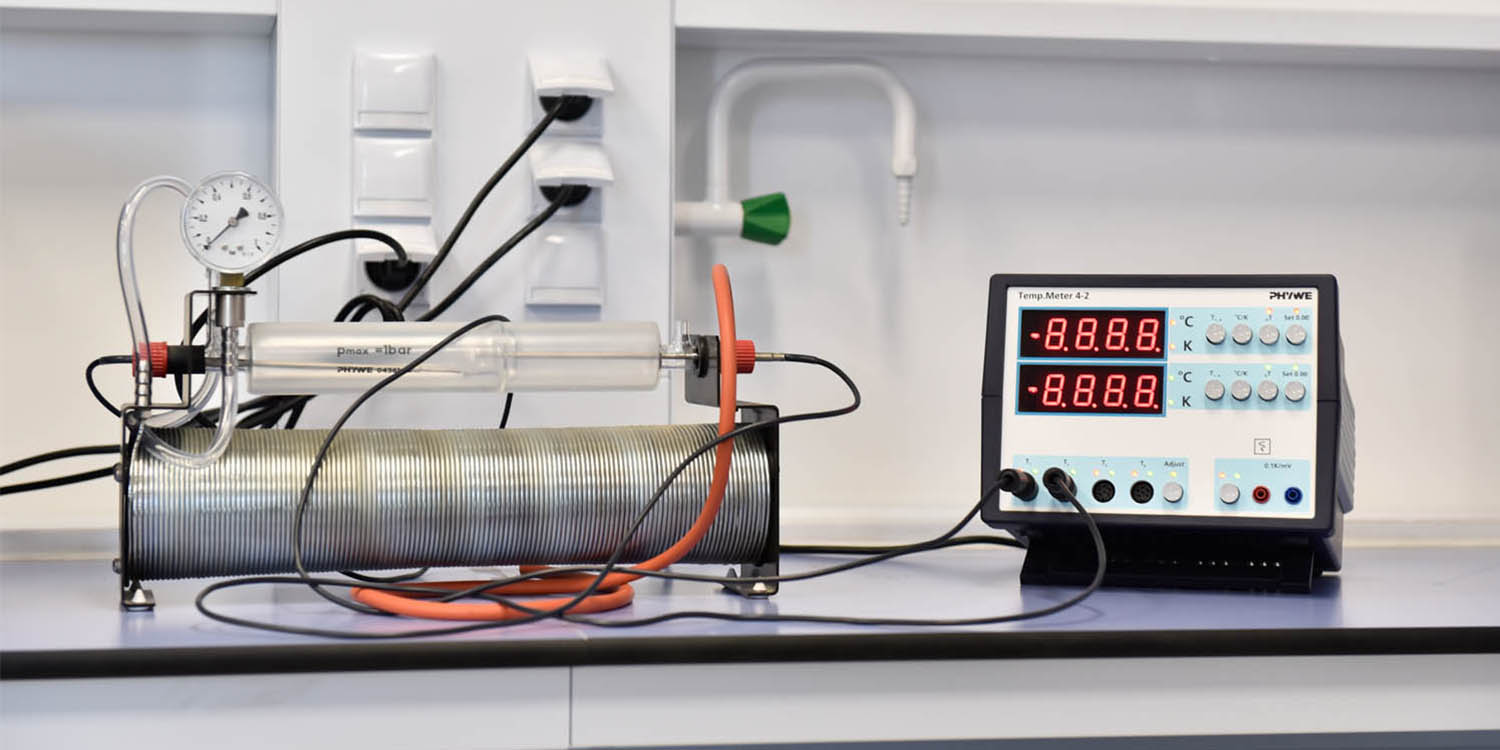 Temp.Meter 4-2
PHYWE
-8.8.8.8.
°C
K
°C/K
Set 0.00
-8.8.8.8.
°C
K
°C/K
Set 0.00
pmax =1bar
PHYWE
Adjust
0.1K/mV